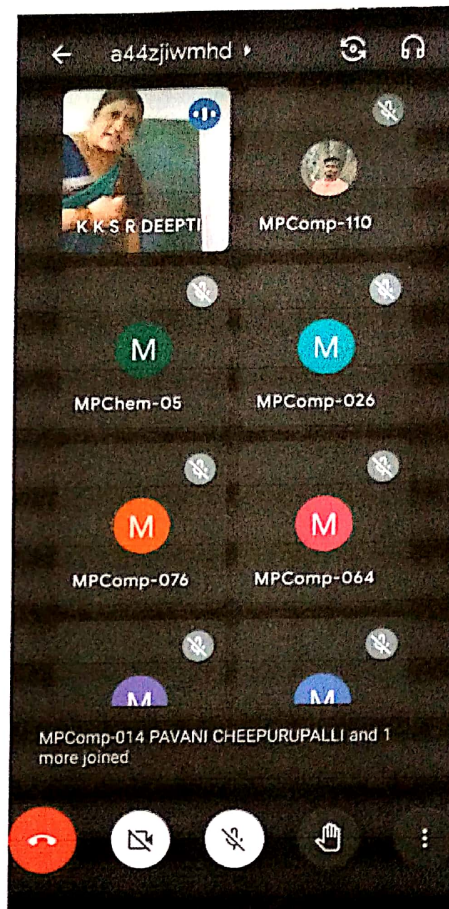 a44zjiwmhd
K K S R DEEPTI
MPComp-110
M
MPChem-05
M
MPComp-026
M
MPComp-076
M
MPComp-064
M
M
MPComp-014 PAVANI CHEEPURUPALLI and 1
more joined